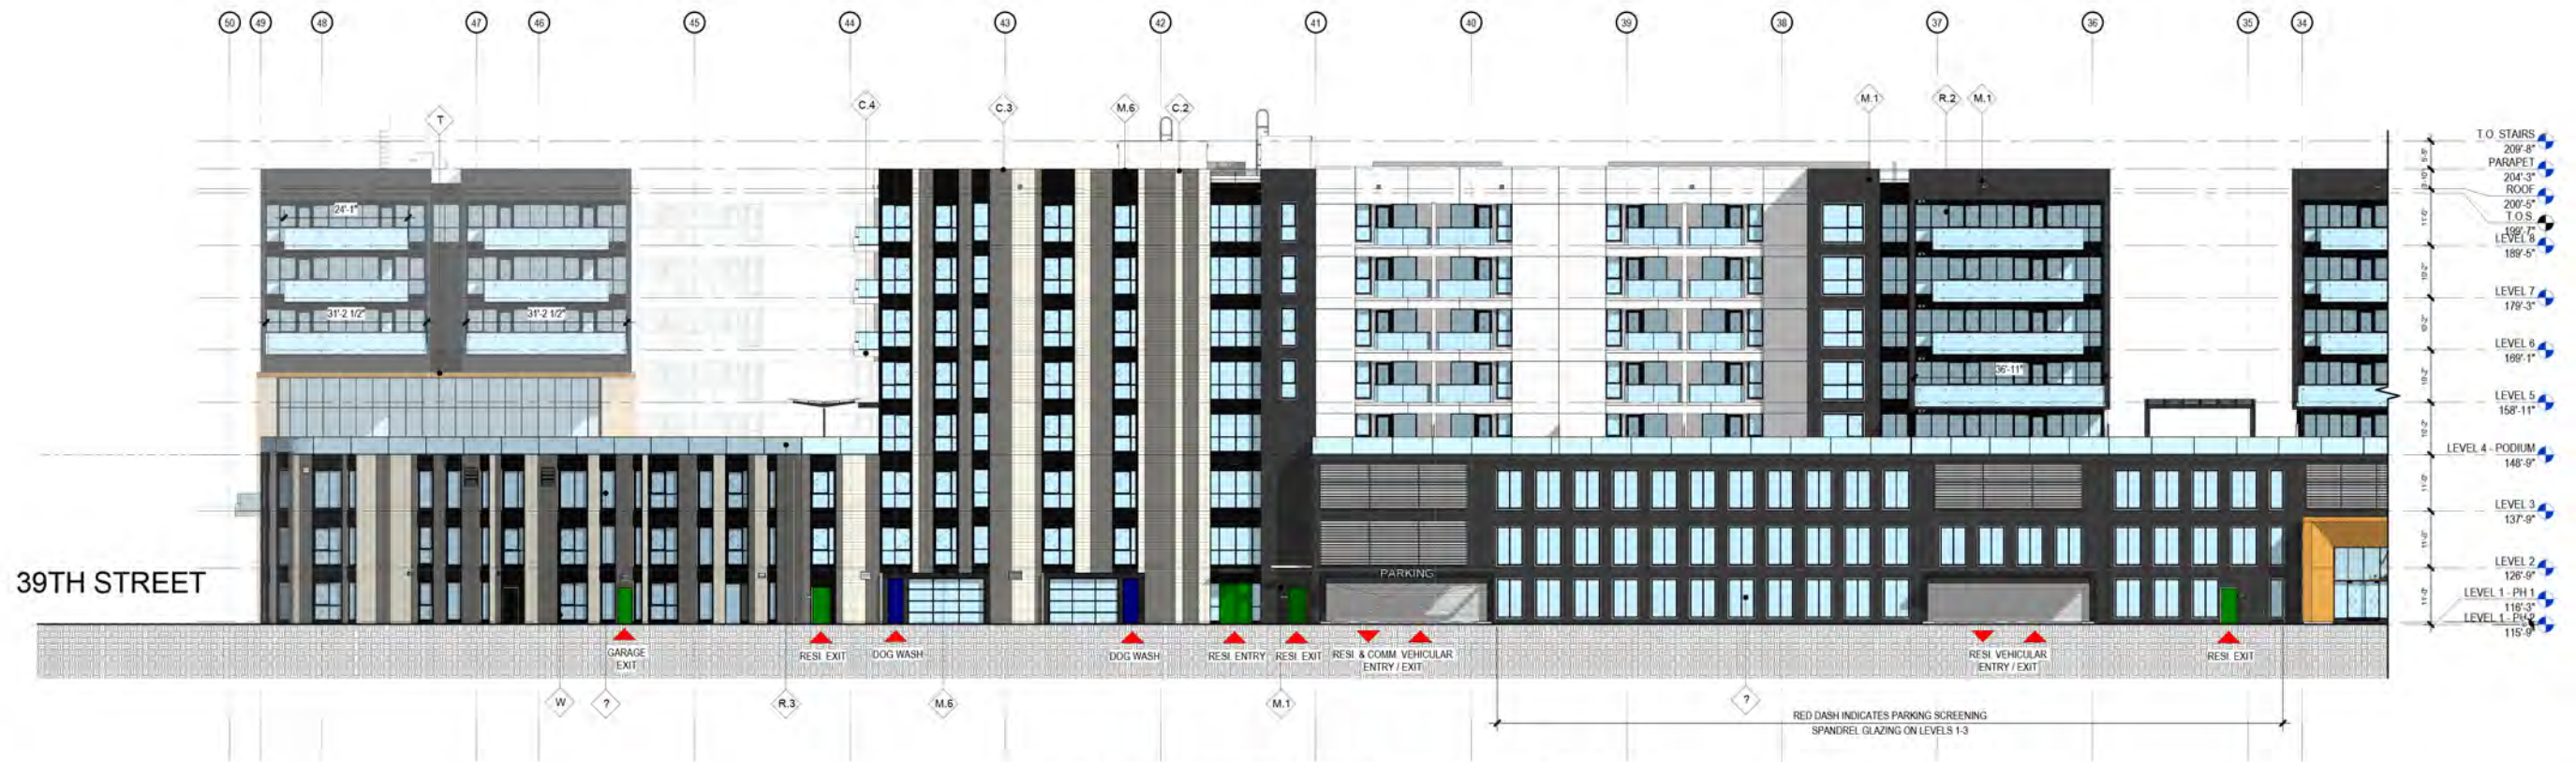 50 49 48 47 46 45 44 43 42 41 40 39 38 37 36 35 34
T C.4 C.3 M.6 C.2 M.1 R.2 M.1
24'-1"
31'-2 1/2" 31'-2 1/2"
36'-11"
T.O. STAIRS
209'-8"
PARAPET
204'-3"
ROOF
200'-5"
T.O.S.
199'-7"
LEVEL 8
189'-5"
LEVEL 7
179'-3"
LEVEL 6
169'-1"
LEVEL 5
158'-11"
LEVEL 4 - PODIUM
148'-9"
LEVEL 3
137'-9"
LEVEL 2
126'-9"
LEVEL 1 - PH 1
116'-3"
LEVEL 1 - PH 2
115'-9"
39TH STREET
PARKING
GARAGE
EXIT
RESI. EXIT
DOG WASH
DOG WASH
RESI. ENTRY
RESI. EXIT
RESI. & COMM. VEHICULAR
ENTRY / EXIT
RESI. VEHICULAR
ENTRY / EXIT
RESI. EXIT
W ? R.3 M.6 M.1 ?
RED DASH INDICATES PARKING SCREENING
SPANDREL GLAZING ON LEVELS 1-3